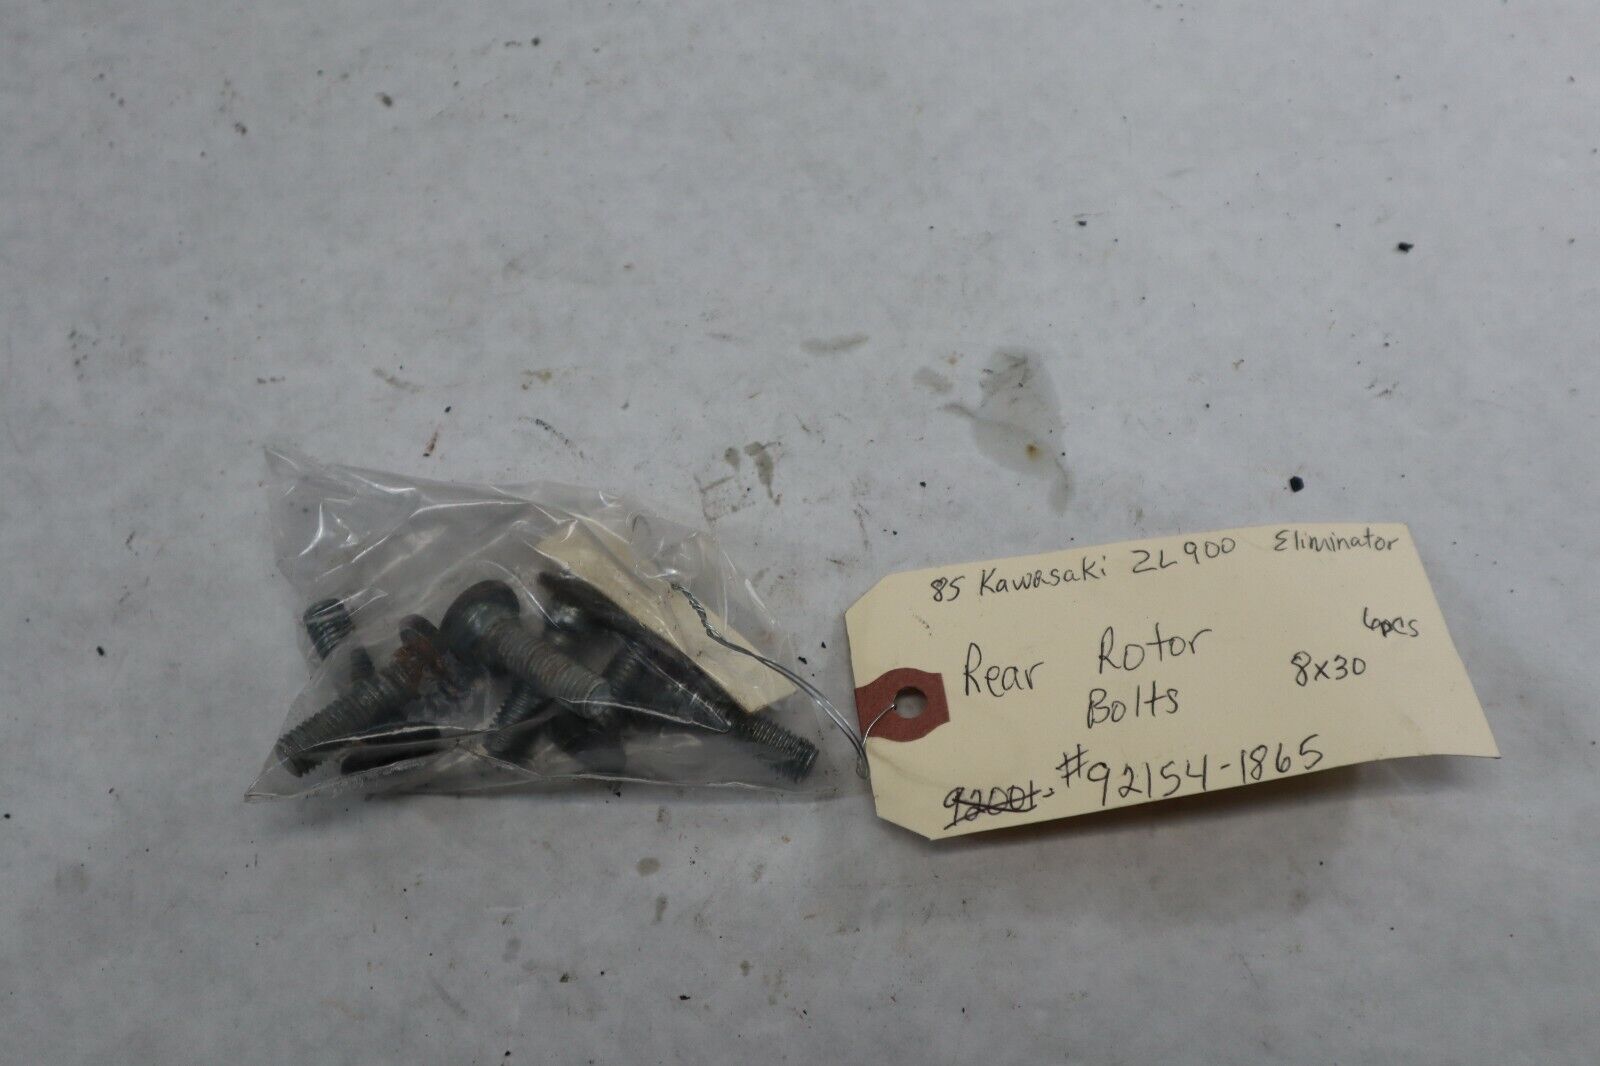 85 Kawasaki ZL900 Eliminator
Rear Rotor 6pcs
Bolts 8x30
#92154-1865